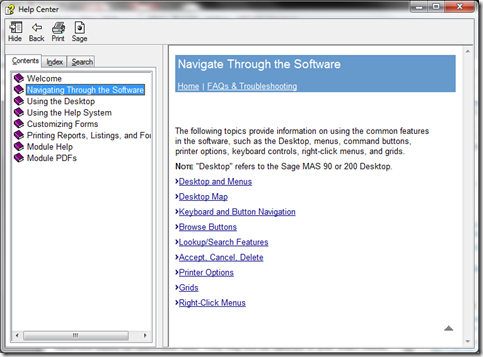 Help Center
Hide Back Print Sage
Contents Index Search
Welcome
Navigating Through the Software
Using the Desktop
Using the Help System
Customizing Forms
Printing Reports, Listings, and For
Module Help
Module PDFs
Navigate Through the Software
Home | FAQs & Troubleshooting
The following topics provide information on using the common features
in the software, such as the Desktop, menus, command buttons,
printer options, keyboard controls, right-click menus, and grids.
NOTE "Desktop" refers to the Sage MAS 90 or 200 Desktop.
Desktop and Menus
Desktop Map
Keyboard and Button Navigation
Browse Buttons
Lookup/Search Features
Accept, Cancel, Delete
Printer Options
Grids
Right-Click Menus